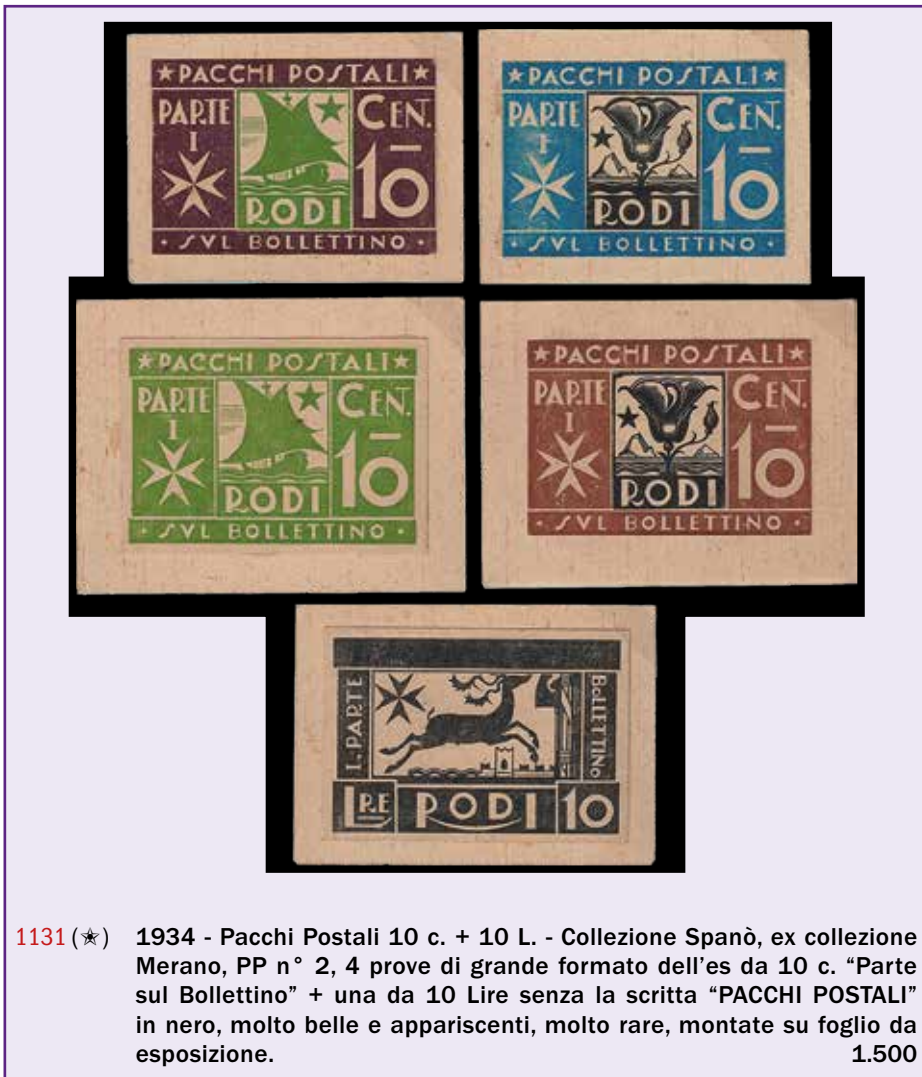 ★PACCHI POSTALI★
PARTE
I
CEN.
10
RODI
· SVL BOLLETTINO ·
★PACCHI POSTALI★
PARTE
I
CEN.
10
RODI
· SVL BOLLETTINO ·
★PACCHI POSTALI★
PARTE
I
CEN.
10
RODI
· SVL BOLLETTINO ·
★PACCHI POSTALI★
PARTE
I
CEN.
10
RODI
· SVL BOLLETTINO ·
I. PARTE
BOLLETTINO
LRE RODI 10
1131 (★) 1934 - Pacchi Postali 10 c. + 10 L. - Collezione Spanò, ex collezione
Merano, PP n° 2, 4 prove di grande formato dell'es da 10 c. “Parte
sul Bollettino” + una da 10 Lire senza la scritta “PACCHI POSTALI”
in nero, molto belle e appariscenti, molto rare, montate su foglio da
esposizione. 1.500